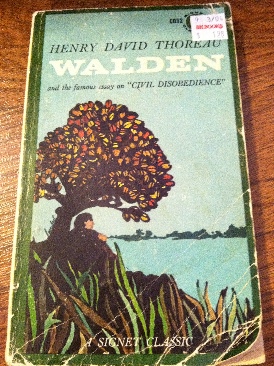 HENRY DAVID THOREAU
WALDEN
and the famous essay on "CIVIL DISOBEDIENCE"
A SIGNET CLASSIC